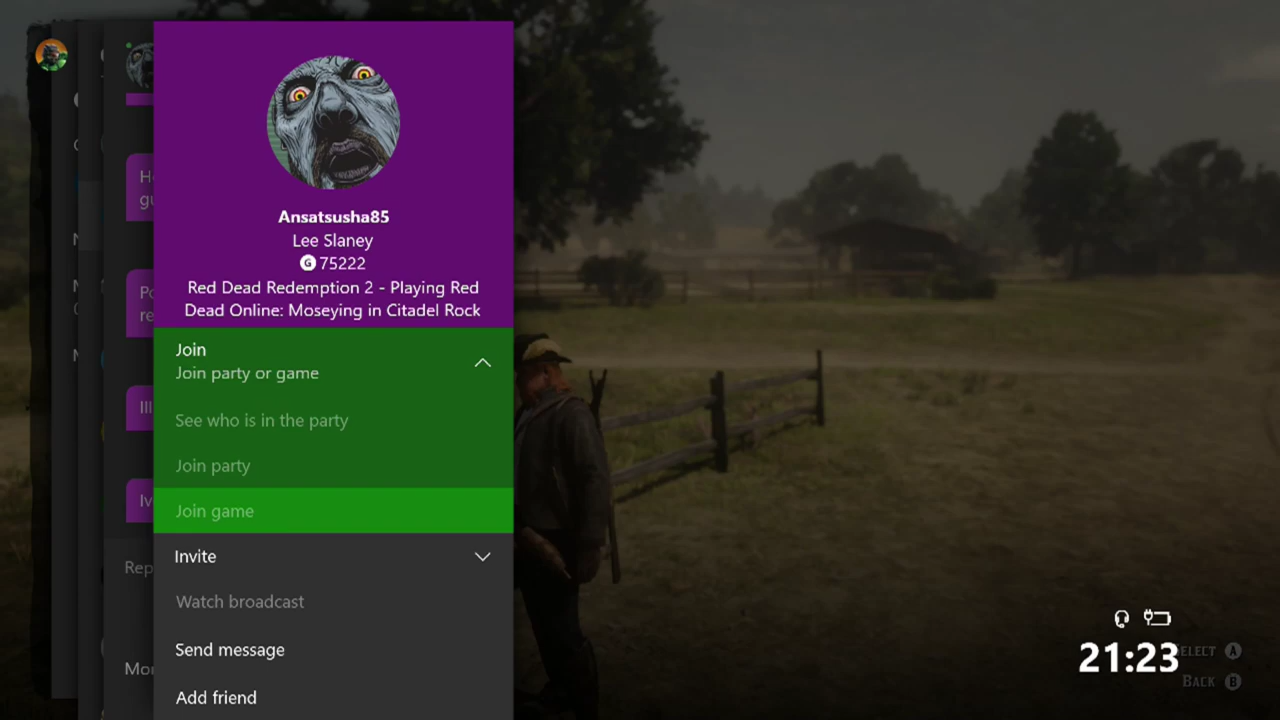 Ansatsusha85
Lee Slaney
G 75222
Red Dead Redemption 2 - Playing Red
Dead Online: Moseying in Citadel Rock
Join
Join party or game
See who is in the party
Join party
Join game
Invite
Watch broadcast
Send message
Add friend
21:23
SELECT A
BACK B